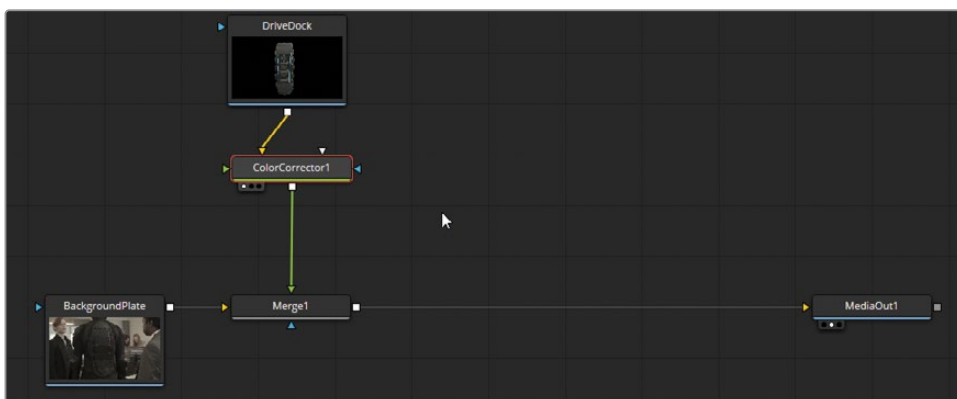 DriveDock
ColorCorrector1
BackgroundPlate
Merge1
MediaOut1